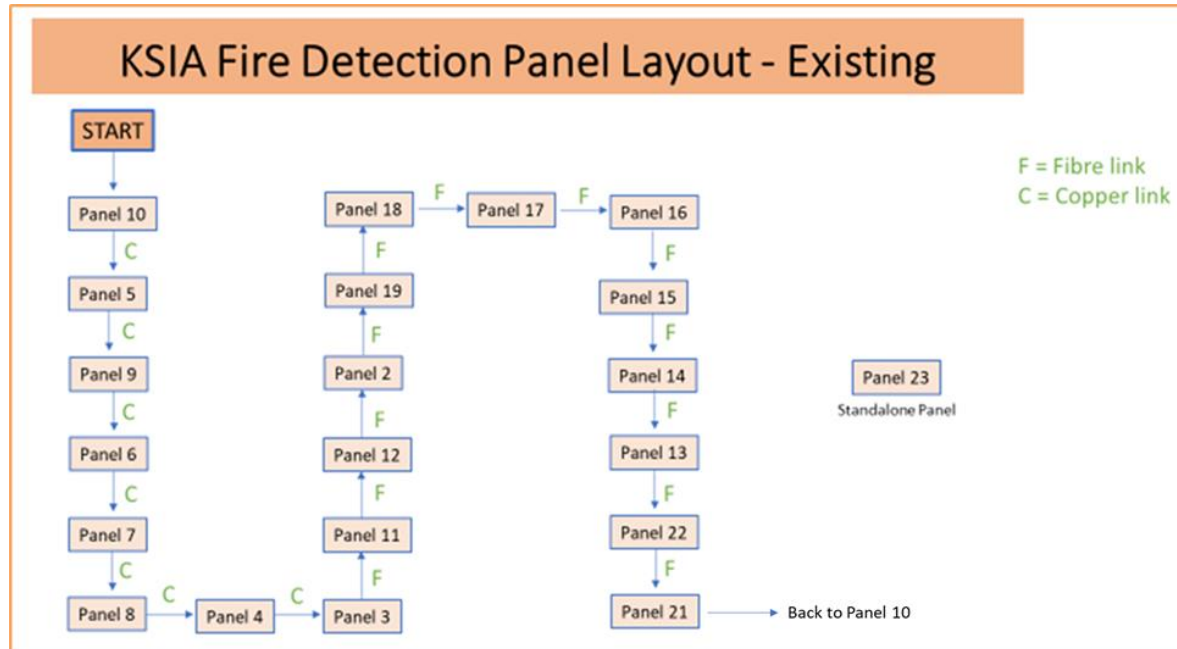 KSIA Fire Detection Panel Layout - Existing
START
F = Fibre link
C = Copper link
Panel 10
C
Panel 5
C
Panel 9
C
Panel 6
C
Panel 7
C
Panel 8
C
Panel 4
C
Panel 3
F
Panel 11
F
Panel 12
F
Panel 2
F
Panel 19
F
Panel 18
F
Panel 17
F
Panel 16
F
Panel 15
F
Panel 14
F
Panel 13
F
Panel 22
F
Panel 21
Back to Panel 10
Panel 23
Standalone Panel